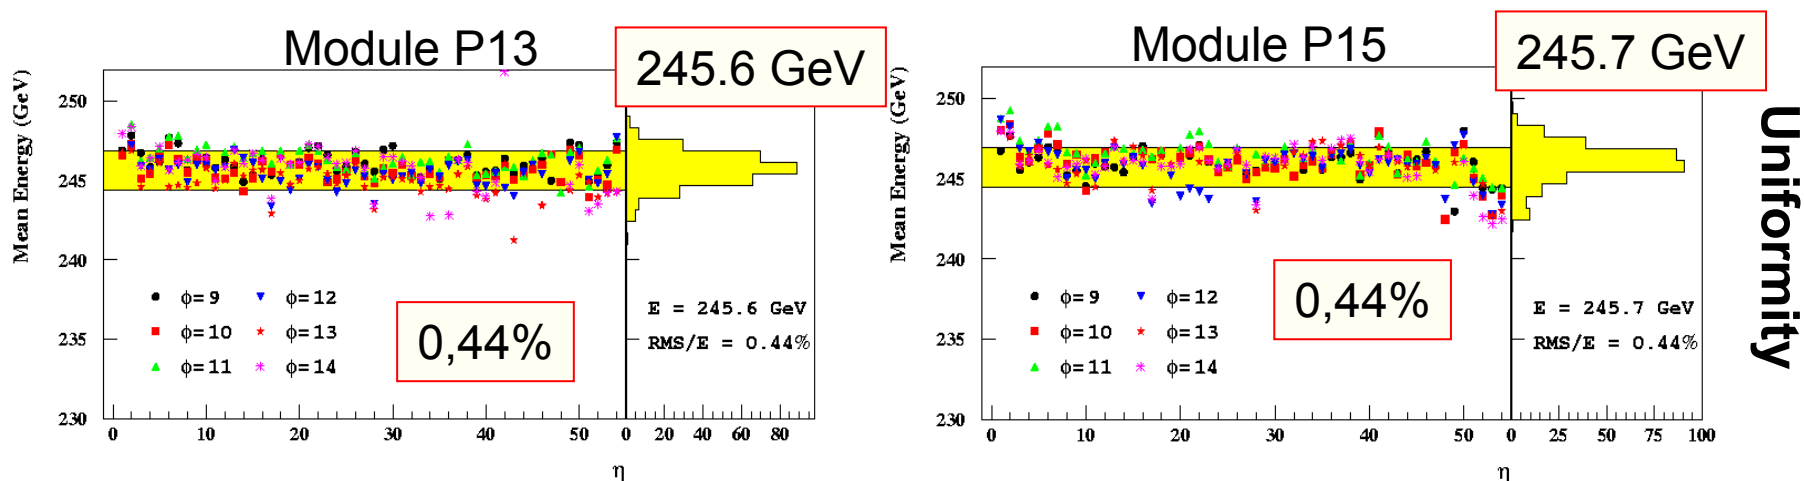 Module P13
245.6 GeV
Mean Energy (GeV)
250
245
240
235
230
ϕ=9
ϕ=12
ϕ=10
ϕ=13
ϕ=11
ϕ=14
0,44%
E = 245.6 GeV
RMS/E = 0.44%
0 10 20 30 40 50
0 20 40 60 80
η
Module P15
245.7 GeV
Mean Energy (GeV)
250
245
240
235
230
ϕ=9
ϕ=12
ϕ=10
ϕ=13
ϕ=11
ϕ=14
0,44%
E = 245.7 GeV
RMS/E = 0.44%
0 10 20 30 40 50
0 25 50 75 100
η
Uniformity